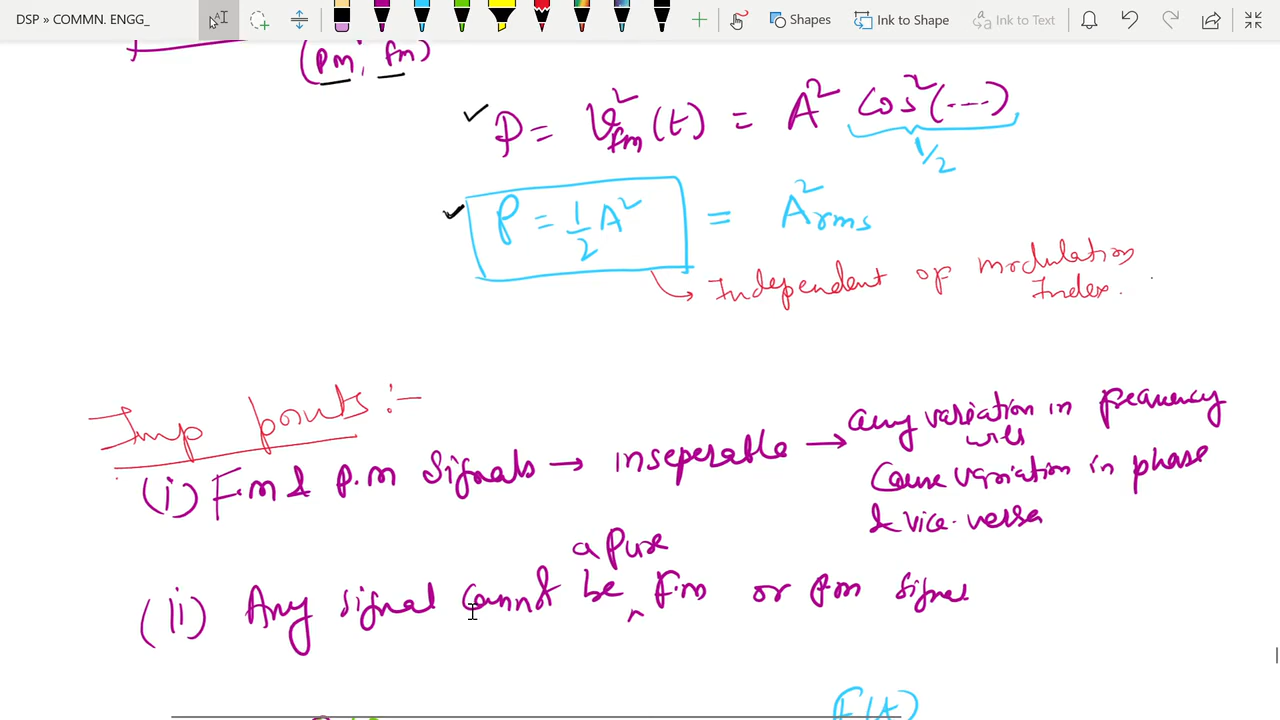 DSP » COMMN. ENGG_
Shapes
Ink to Shape
Ink to Text
(pm, fm)
P = v²fm(t) = A² Cos²(---)
1/2
P = 1/2 A² = A²rms
Independent of modulation
Index.
Imp points :-
(i) F.m & p.m signals → inseperable → any variation in frequency
will
cause variation in phase
& vice-versa
a pure
(ii) Any signal cannot be ^ F.m or pm signal
F(t)